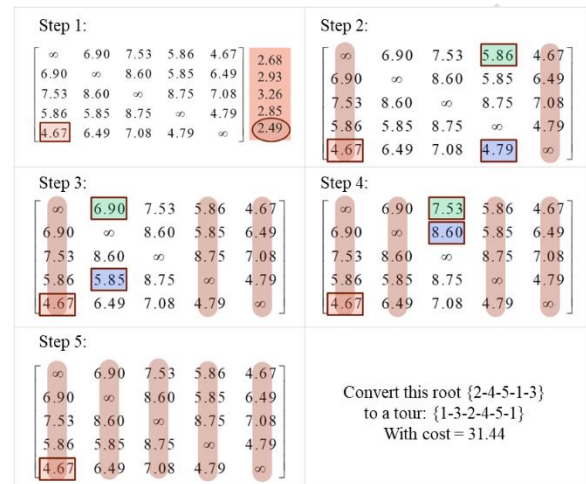 Step 1:
∞ 6.90 7.53 5.86 4.67 2.68
6.90 ∞ 8.60 5.85 6.49 2.93
7.53 8.60 ∞ 8.75 7.08 3.26
5.86 5.85 8.75 ∞ 4.79 2.85
4.67 6.49 7.08 4.79 ∞ 2.49
Step 2:
∞ 6.90 7.53 5.86 4.67
6.90 ∞ 8.60 5.85 6.49
7.53 8.60 ∞ 8.75 7.08
5.86 5.85 8.75 ∞ 4.79
4.67 6.49 7.08 4.79 ∞
Step 3:
∞ 6.90 7.53 5.86 4.67
6.90 ∞ 8.60 5.85 6.49
7.53 8.60 ∞ 8.75 7.08
5.86 5.85 8.75 ∞ 4.79
4.67 6.49 7.08 4.79 ∞
Step 4:
∞ 6.90 7.53 5.86 4.67
6.90 ∞ 8.60 5.85 6.49
7.53 8.60 ∞ 8.75 7.08
5.86 5.85 8.75 ∞ 4.79
4.67 6.49 7.08 4.79 ∞
Step 5:
∞ 6.90 7.53 5.86 4.67
6.90 ∞ 8.60 5.85 6.49
7.53 8.60 ∞ 8.75 7.08
5.86 5.85 8.75 ∞ 4.79
4.67 6.49 7.08 4.79 ∞
Convert this root {2-4-5-1-3}
to a tour: {1-3-2-4-5-1}
With cost = 31.44